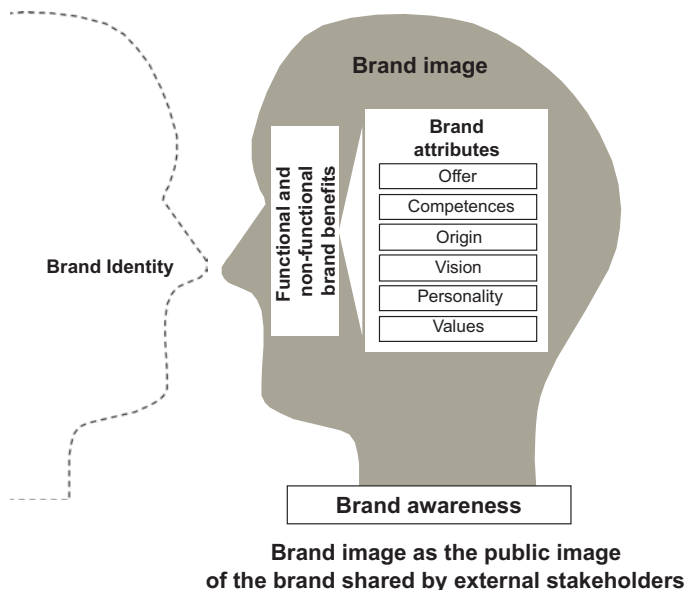 Brand image
Brand
attributes
Offer
Competences
Origin
Vision
Personality
Values
Functional and
non-functional
brand benefits
Brand Identity
Brand awareness
Brand image as the public image
of the brand shared by external stakeholders